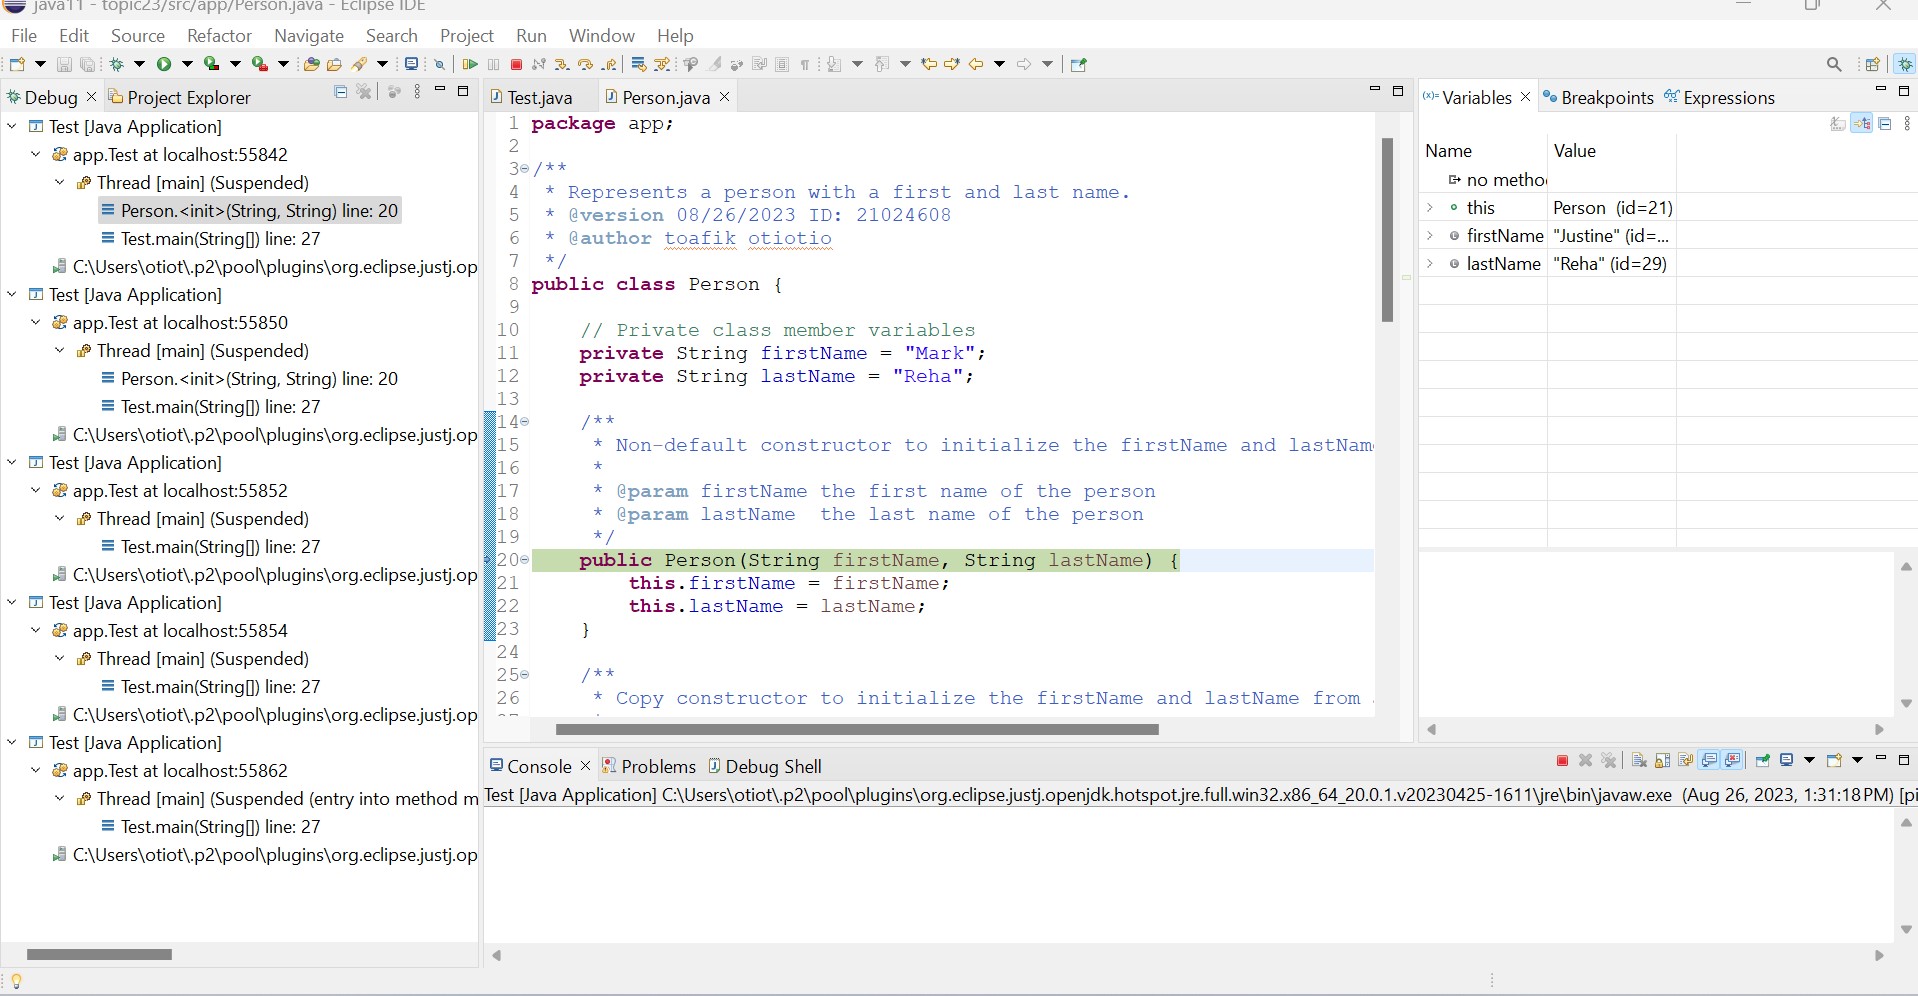 java11 - topic23/src/app/Person.java - Eclipse IDE
File Edit Source Refactor Navigate Search Project Run Window Help
Debug Project Explorer
Test [Java Application]
app.Test at localhost:55842
Thread [main] (Suspended)
Person.<init>(String, String) line: 20
Test.main(String[]) line: 27
C:\Users\otiot\.p2\pool\plugins\org.eclipse.justj.op
Test [Java Application]
app.Test at localhost:55850
Thread [main] (Suspended)
Person.<init>(String, String) line: 20
Test.main(String[]) line: 27
C:\Users\otiot\.p2\pool\plugins\org.eclipse.justj.op
Test [Java Application]
app.Test at localhost:55852
Thread [main] (Suspended)
Test.main(String[]) line: 27
C:\Users\otiot\.p2\pool\plugins\org.eclipse.justj.op
Test [Java Application]
app.Test at localhost:55854
Thread [main] (Suspended)
Test.main(String[]) line: 27
C:\Users\otiot\.p2\pool\plugins\org.eclipse.justj.op
Test [Java Application]
app.Test at localhost:55862
Thread [main] (Suspended (entry into method m
Test.main(String[]) line: 27
C:\Users\otiot\.p2\pool\plugins\org.eclipse.justj.op
Test.java Person.java
1 package app;
2
3 /**
4 * Represents a person with a first and last name.
5 * @version 08/26/2023 ID: 21024608
6 * @author toafik otiotio
7 */
8 public class Person {
9
10 // Private class member variables
11 private String firstName = "Mark";
12 private String lastName = "Reha";
13
14 /**
15 * Non-default constructor to initialize the firstName and lastNam
16 *
17 * @param firstName the first name of the person
18 * @param lastName the last name of the person
19 */
20 public Person(String firstName, String lastName) {
21 this.firstName = firstName;
22 this.lastName = lastName;
23 }
24
25 /**
26 * Copy constructor to initialize the firstName and lastName from
Variables Breakpoints Expressions
Name Value
no metho
this Person (id=21)
firstName "Justine" (id=...
lastName "Reha" (id=29)
Console Problems Debug Shell
Test [Java Application] C:\Users\otiot\.p2\pool\plugins\org.eclipse.justj.openjdk.hotspot.jre.full.win32.x86_64_20.0.1.v20230425-1611\jre\bin\javaw.exe (Aug 26, 2023, 1:31:18 PM) [pi